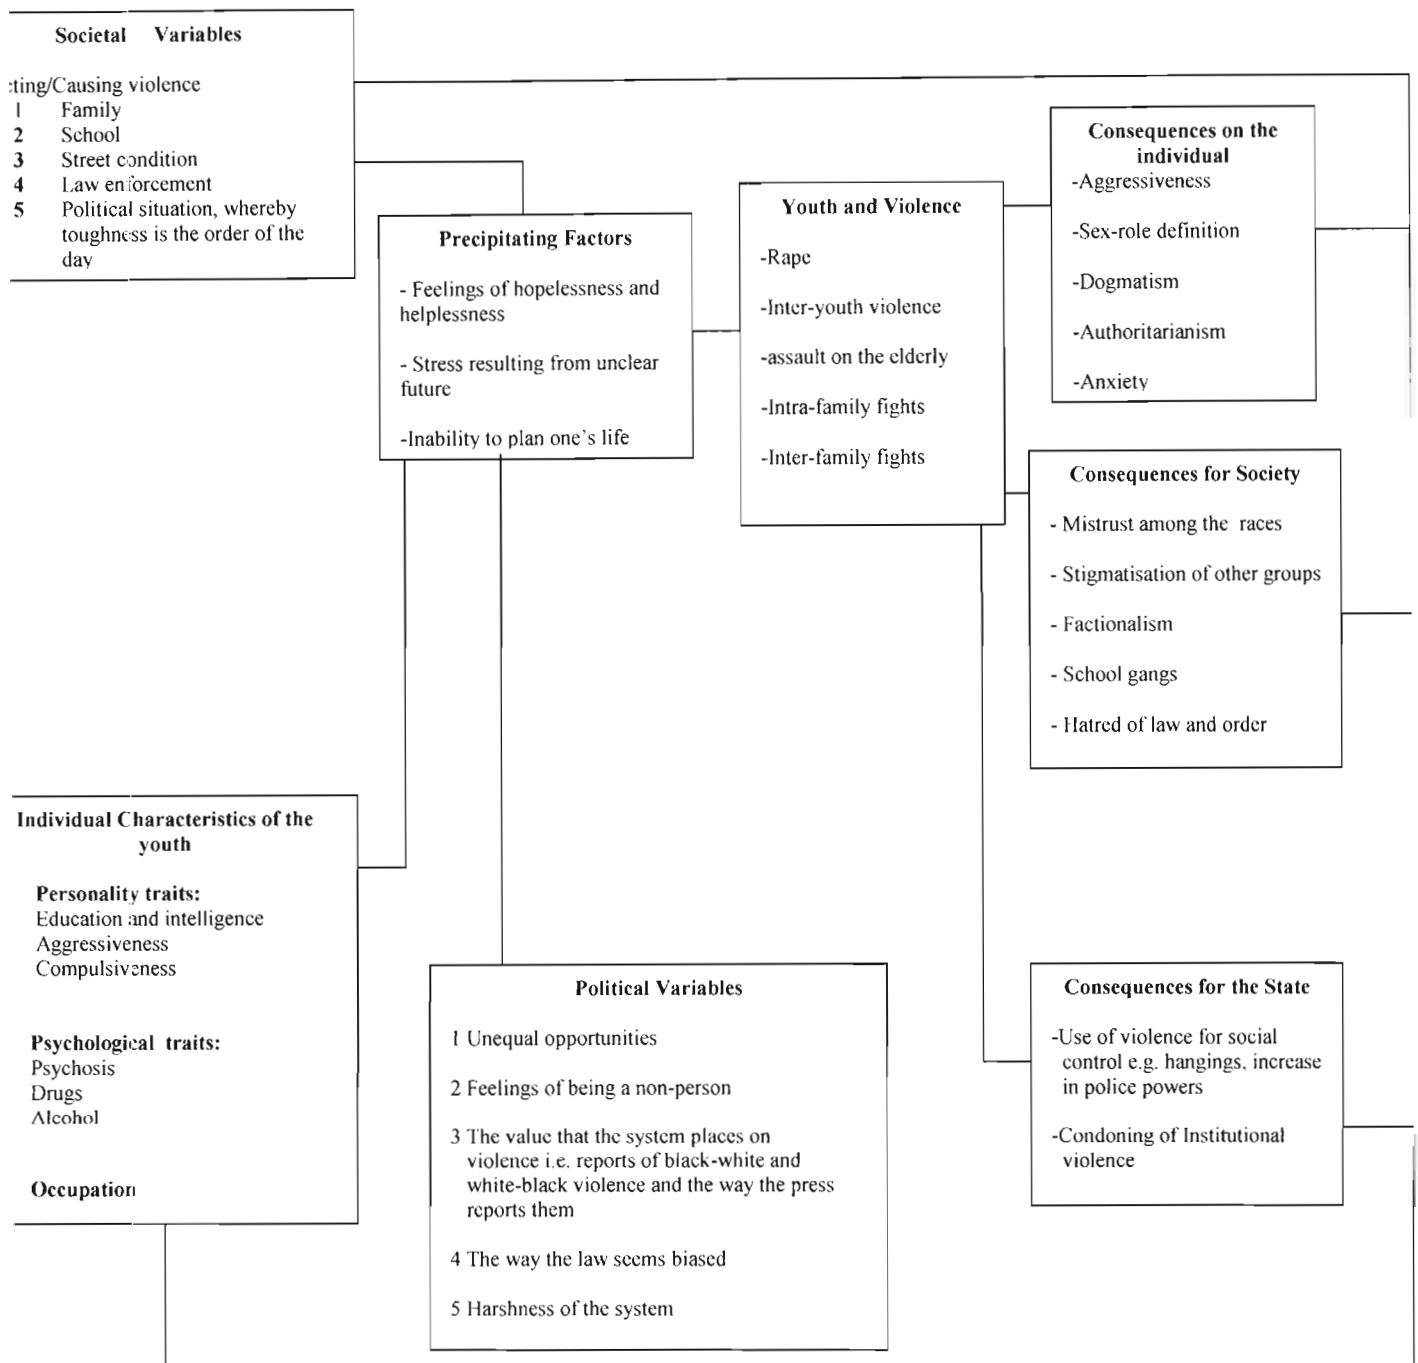 Societal Variables
cting/Causing violence
1 Family
2 School
3 Street condition
4 Law enforcement
5 Political situation, whereby
toughness is the order of the
day
Precipitating Factors
- Feelings of hopelessness and
helplessness
- Stress resulting from unclear
future
-Inability to plan one's life
Youth and Violence
-Rape
-Inter-youth violence
-assault on the elderly
-Intra-family fights
-Inter-family fights
Consequences on the
individual
-Aggressiveness
-Sex-role definition
-Dogmatism
-Authoritarianism
-Anxiety
Consequences for Society
- Mistrust among the races
- Stigmatisation of other groups
- Factionalism
- School gangs
- Hatred of law and order
Individual Characteristics of the
youth
Personality traits:
Education and intelligence
Aggressiveness
Compulsiveness
Psychological traits:
Psychosis
Drugs
Alcohol
Occupation
Political Variables
1 Unequal opportunities
2 Feelings of being a non-person
3 The value that the system places on
violence i.e. reports of black-white and
white-black violence and the way the press
reports them
4 The way the law seems biased
5 Harshness of the system
Consequences for the State
-Use of violence for social
control e.g. hangings, increase
in police powers
-Condoning of Institutional
violence